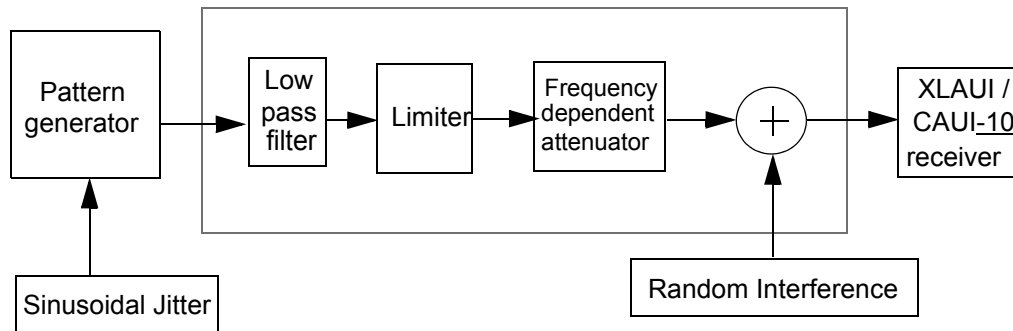 Pattern
generator
Low
pass
filter
Limiter
Frequency
dependent
attenuator
+
XLAUI /
CAUI-10
receiver
Sinusoidal Jitter
Random Interference